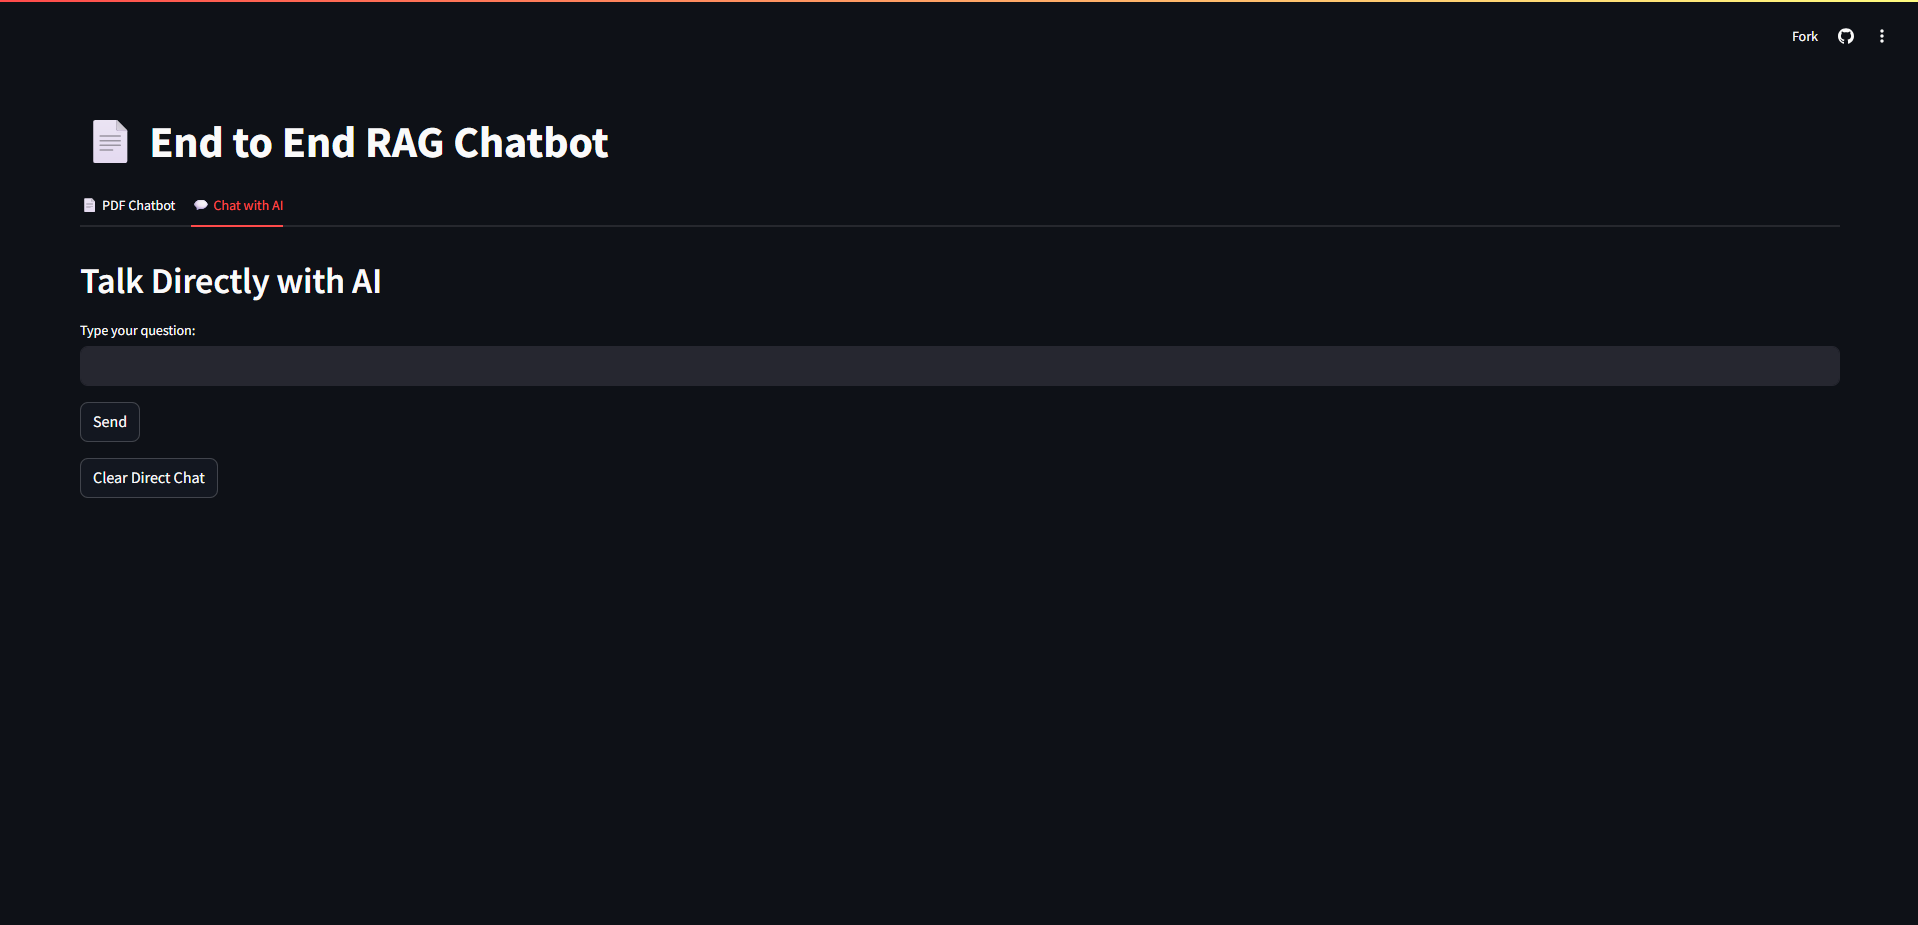 Fork
End to End RAG Chatbot
PDF Chatbot Chat with AI
Talk Directly with AI
Type your question:
Send
Clear Direct Chat